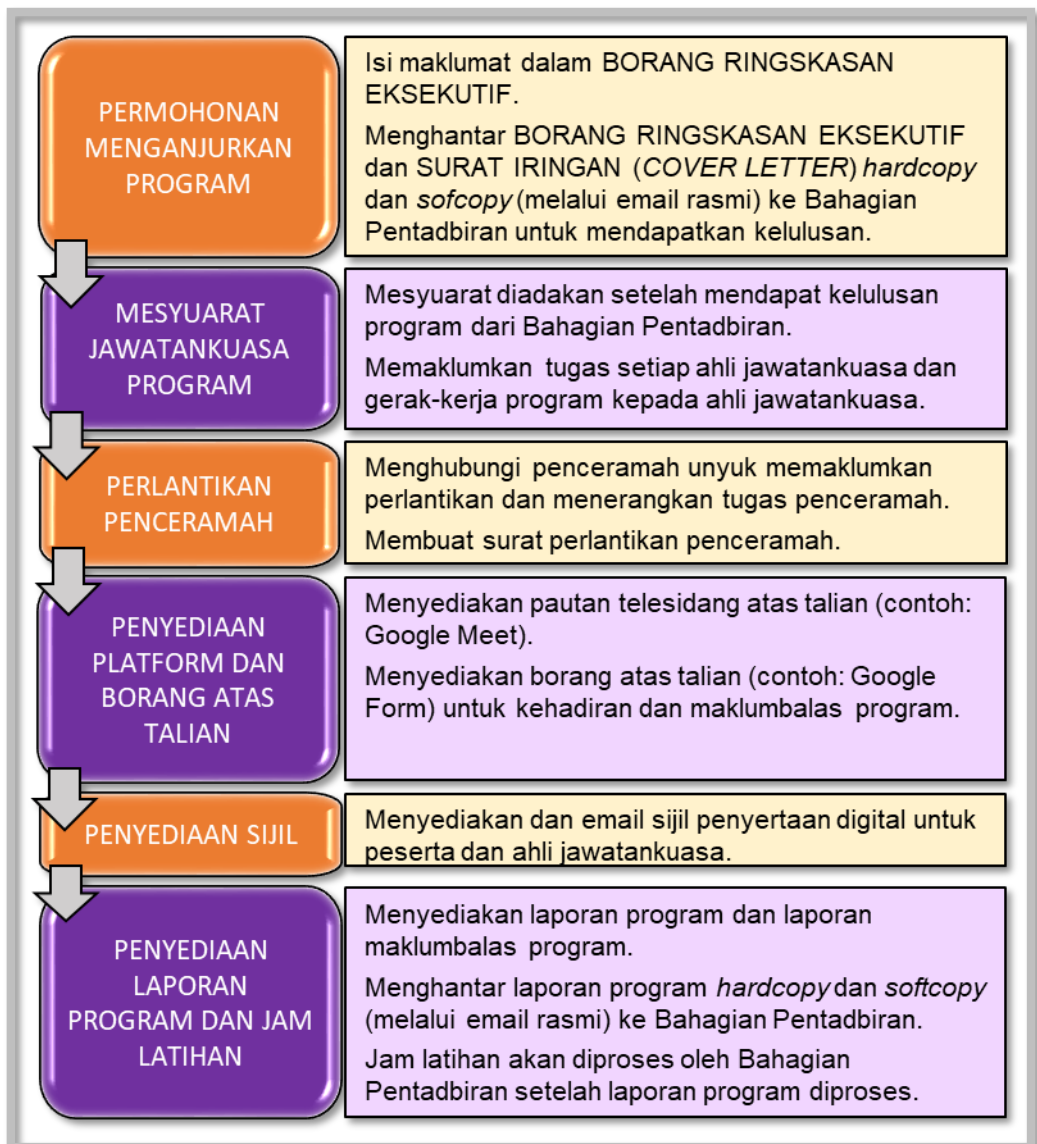 PERMOHONAN
MENGANJURKAN
PROGRAM
Isi maklumat dalam BORANG RINGSKASAN
EKSEKUTIF.
Menghantar BORANG RINGSKASAN EKSEKUTIF
dan SURAT IRINGAN (COVER LETTER) hardcopy
dan sofcopy (melalui email rasmi) ke Bahagian
Pentadbiran untuk mendapatkan kelulusan.
MESYUARAT
JAWATANKUASA
PROGRAM
Mesyuarat diadakan setelah mendapat kelulusan
program dari Bahagian Pentadbiran.
Memaklumkan tugas setiap ahli jawatankuasa dan
gerak-kerja program kepada ahli jawatankuasa.
PERLANTIKAN
PENCERAMAH
Menghubungi penceramah unyuk memaklumkan
perlantikan dan menerangkan tugas penceramah.
Membuat surat perlantikan penceramah.
PENYEDIAAN
PLATFORM DAN
BORANG ATAS
TALIAN
Menyediakan pautan telesidang atas talian (contoh:
Google Meet).
Menyediakan borang atas talian (contoh: Google
Form) untuk kehadiran dan maklumbalas program.
PENYEDIAAN SIJIL
Menyediakan dan email sijil penyertaan digital untuk
peserta dan ahli jawatankuasa.
PENYEDIAAN
LAPORAN
PROGRAM DAN JAM
LATIHAN
Menyediakan laporan program dan laporan
maklumbalas program.
Menghantar laporan program hardcopy dan softcopy
(melalui email rasmi) ke Bahagian Pentadbiran.
Jam latihan akan diproses oleh Bahagian
Pentadbiran setelah laporan program diproses.